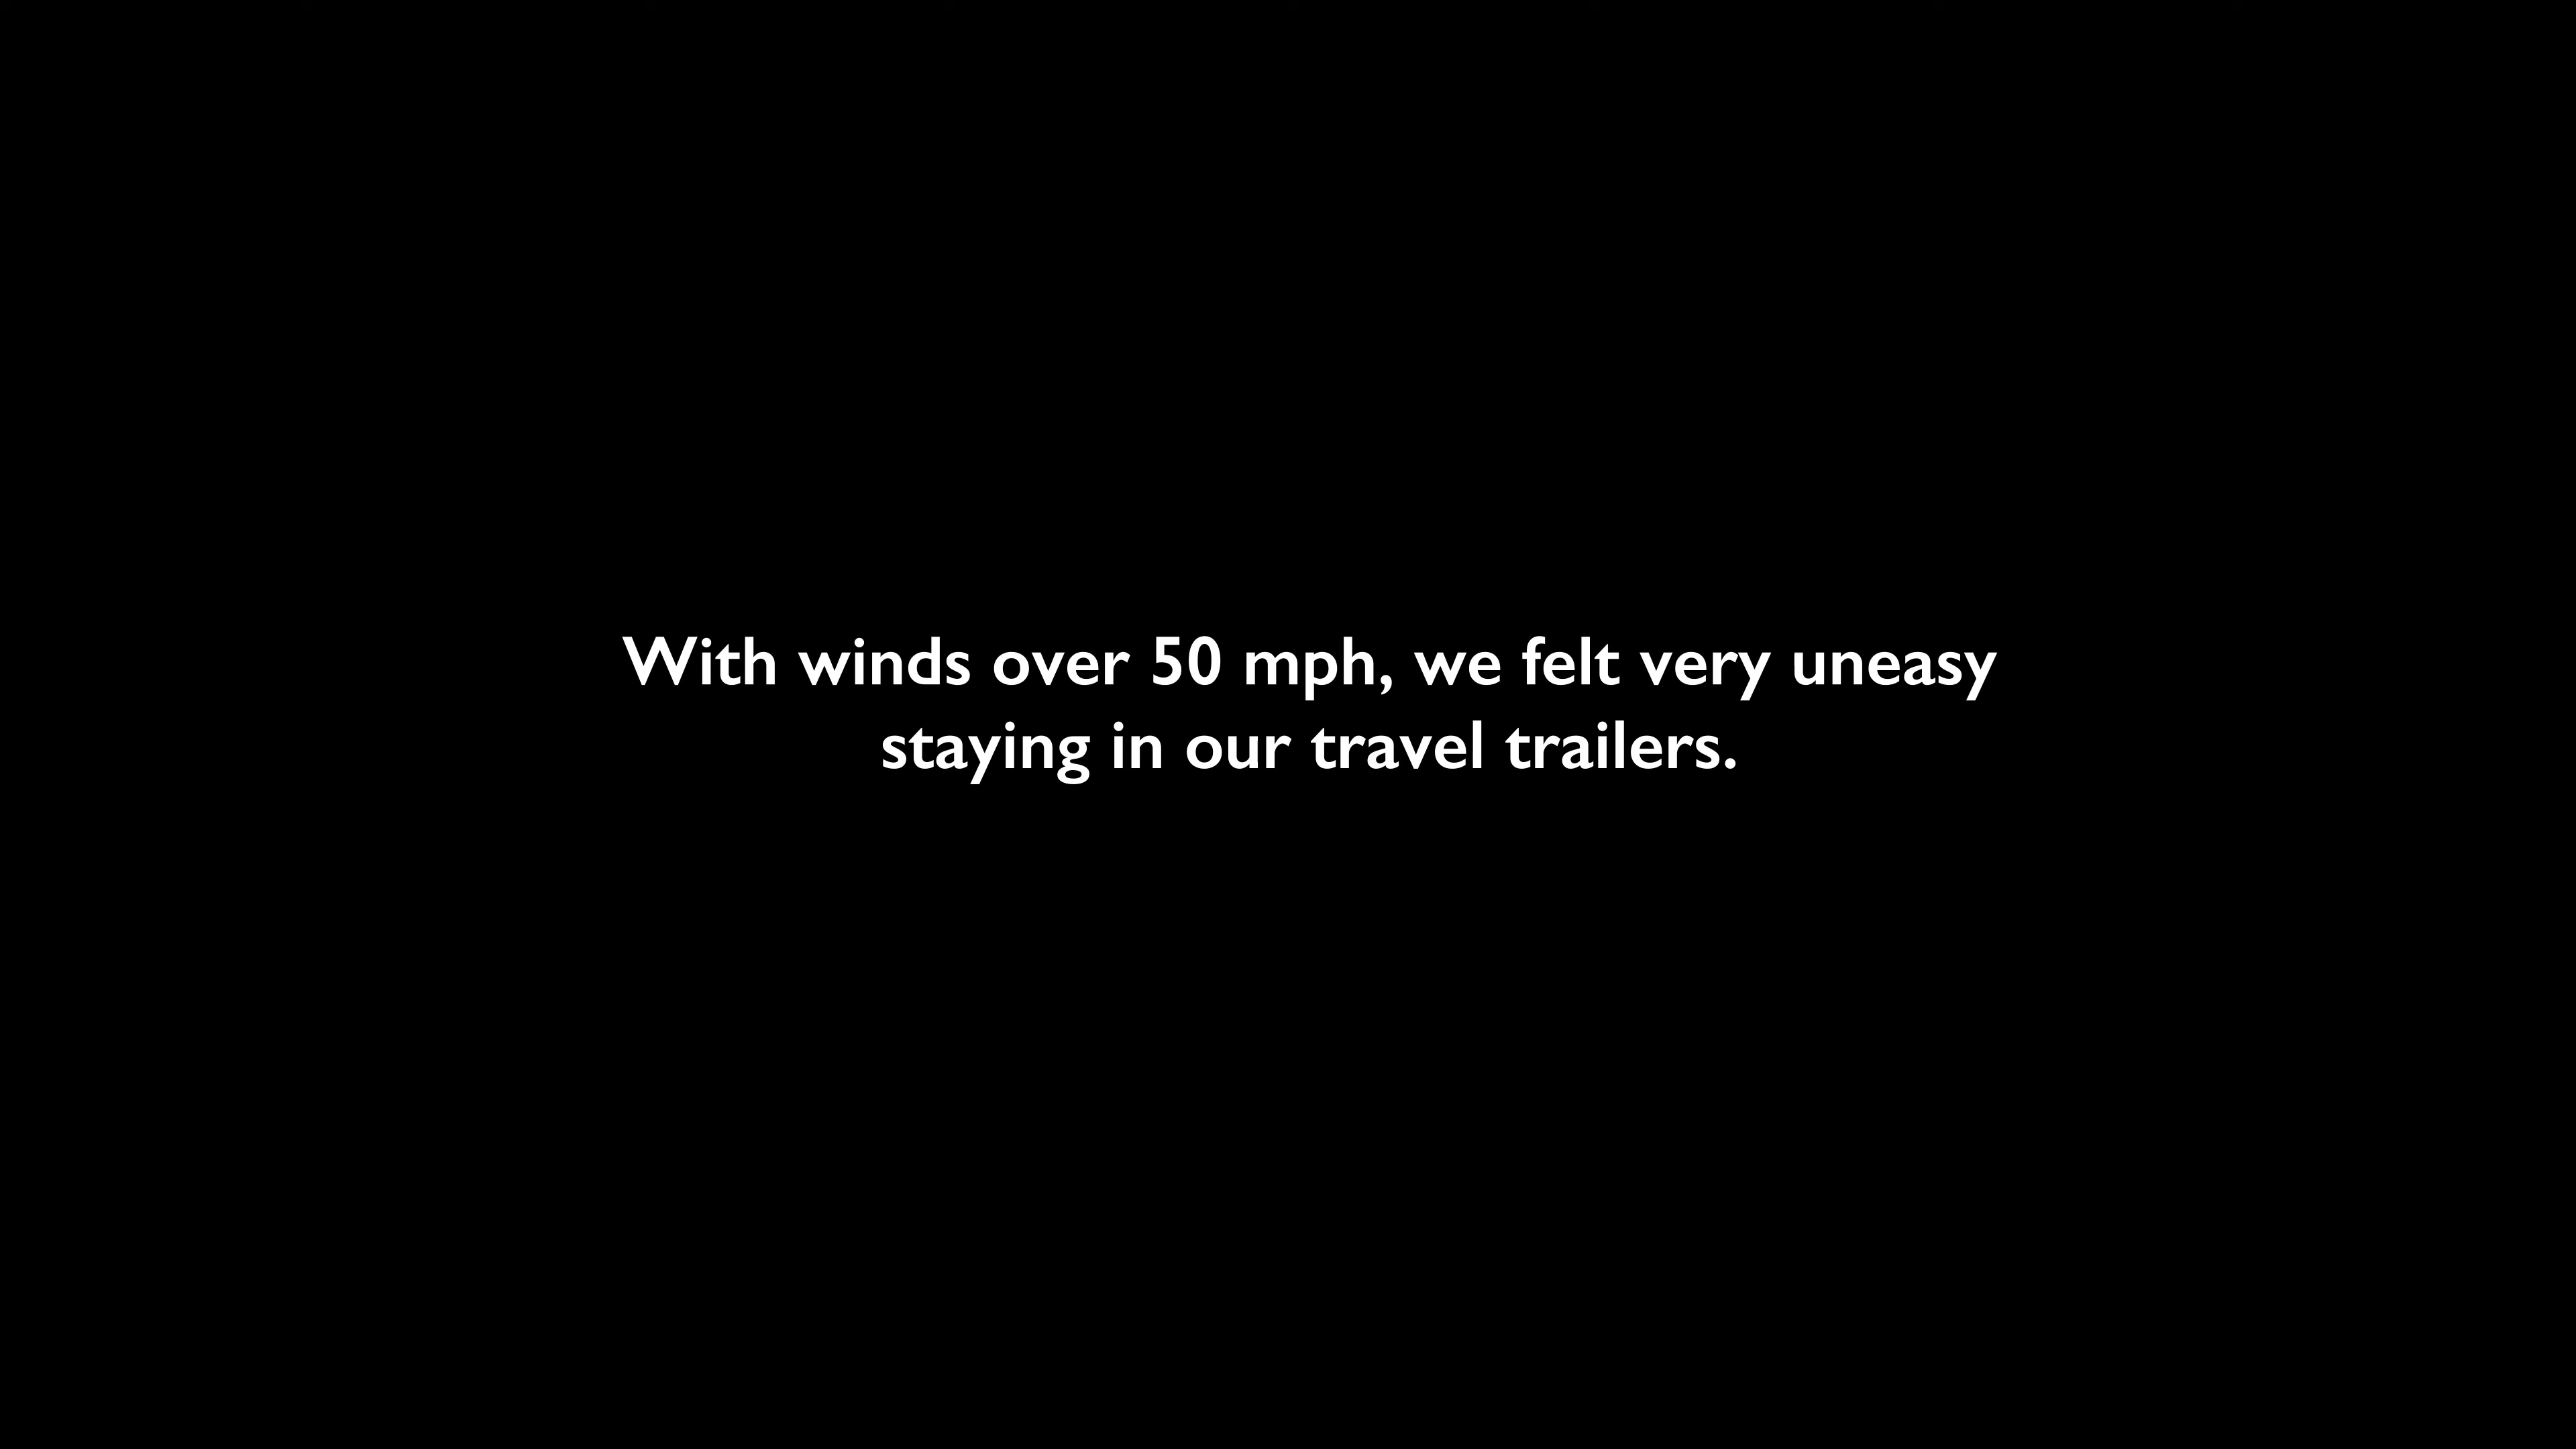 With winds over 50 mph, we felt very uneasy
staying in our travel trailers.